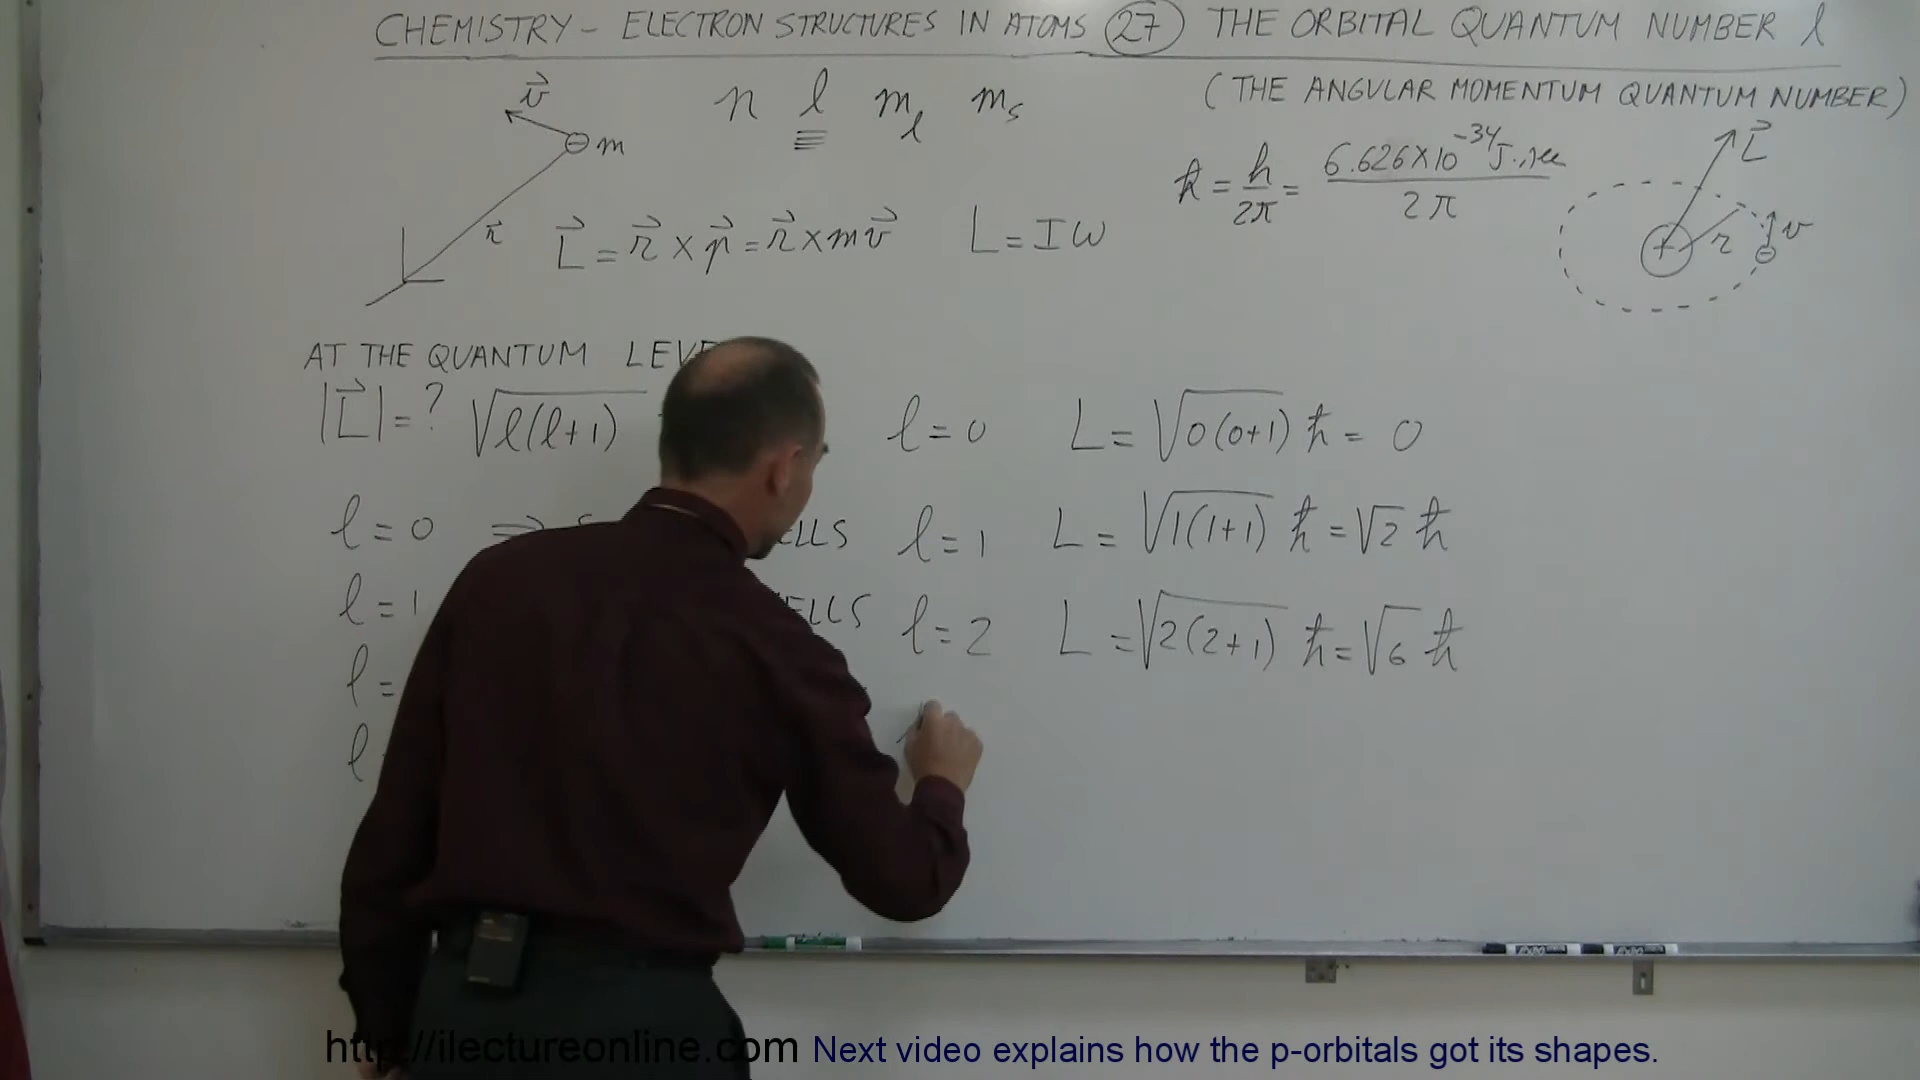 CHEMISTRY - ELECTRON STRUCTURES IN ATOMS 27 THE ORBITAL QUANTUM NUMBER l
(THE ANGULAR MOMENTUM QUANTUM NUMBER)
n l m_l m_s
v⃗
m
r⃗
ħ = h/2π = 6.626×10^-34 J·sec / 2π
L⃗
r
v
L⃗ = r⃗ × p⃗ = r⃗ × mv⃗ L = Iω
AT THE QUANTUM
|L⃗| = ? √l(l+1)
l = 0 L = √0(0+1) ħ = 0
l = 0 ⇒
l = 1 L = √1(1+1) ħ = √2 ħ
l = 1
l = 2 L = √2(2+1) ħ = √6 ħ
l =
l
http://ilectureonline.com Next video explains how the p-orbitals got its shapes.